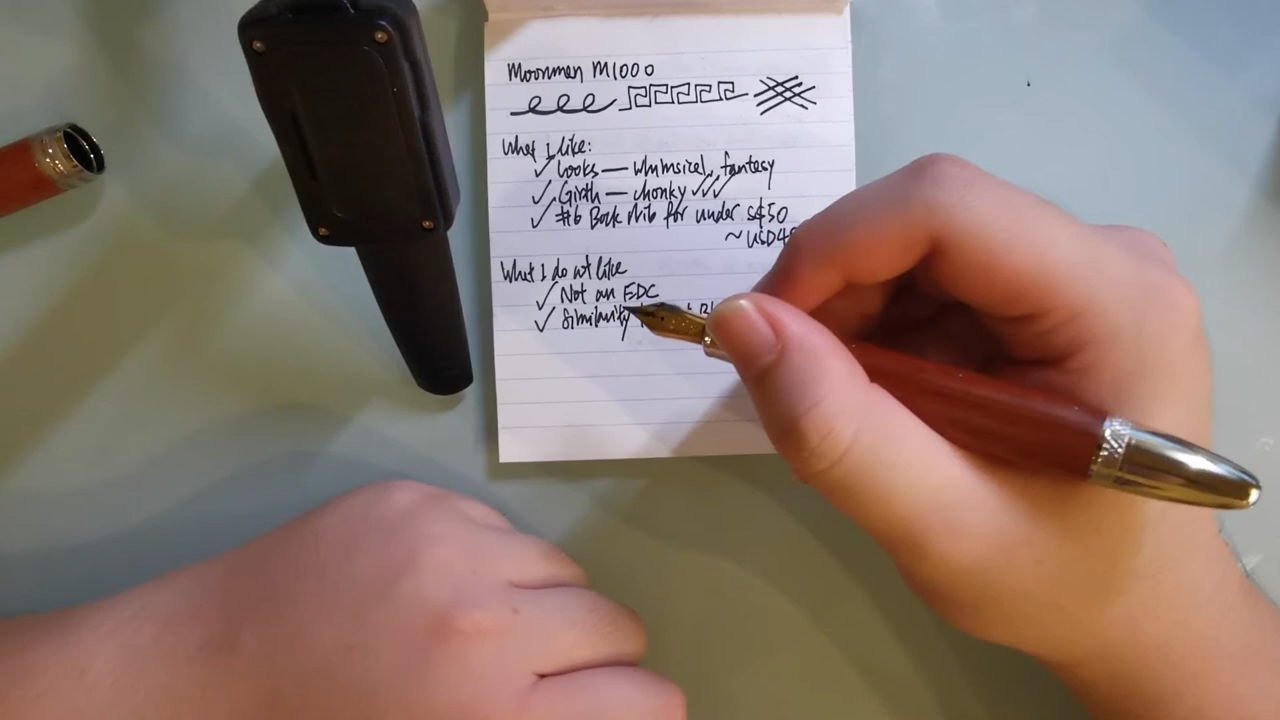 Moonman M1000
What I like:
✓ Looks — whimsical, fantasy
✓ Girth — chonky ✓✓✓
✓ #6 Bock Nib for under S$50
~ USD
What I do not like
✓ Not an EDC
✓ Similarity